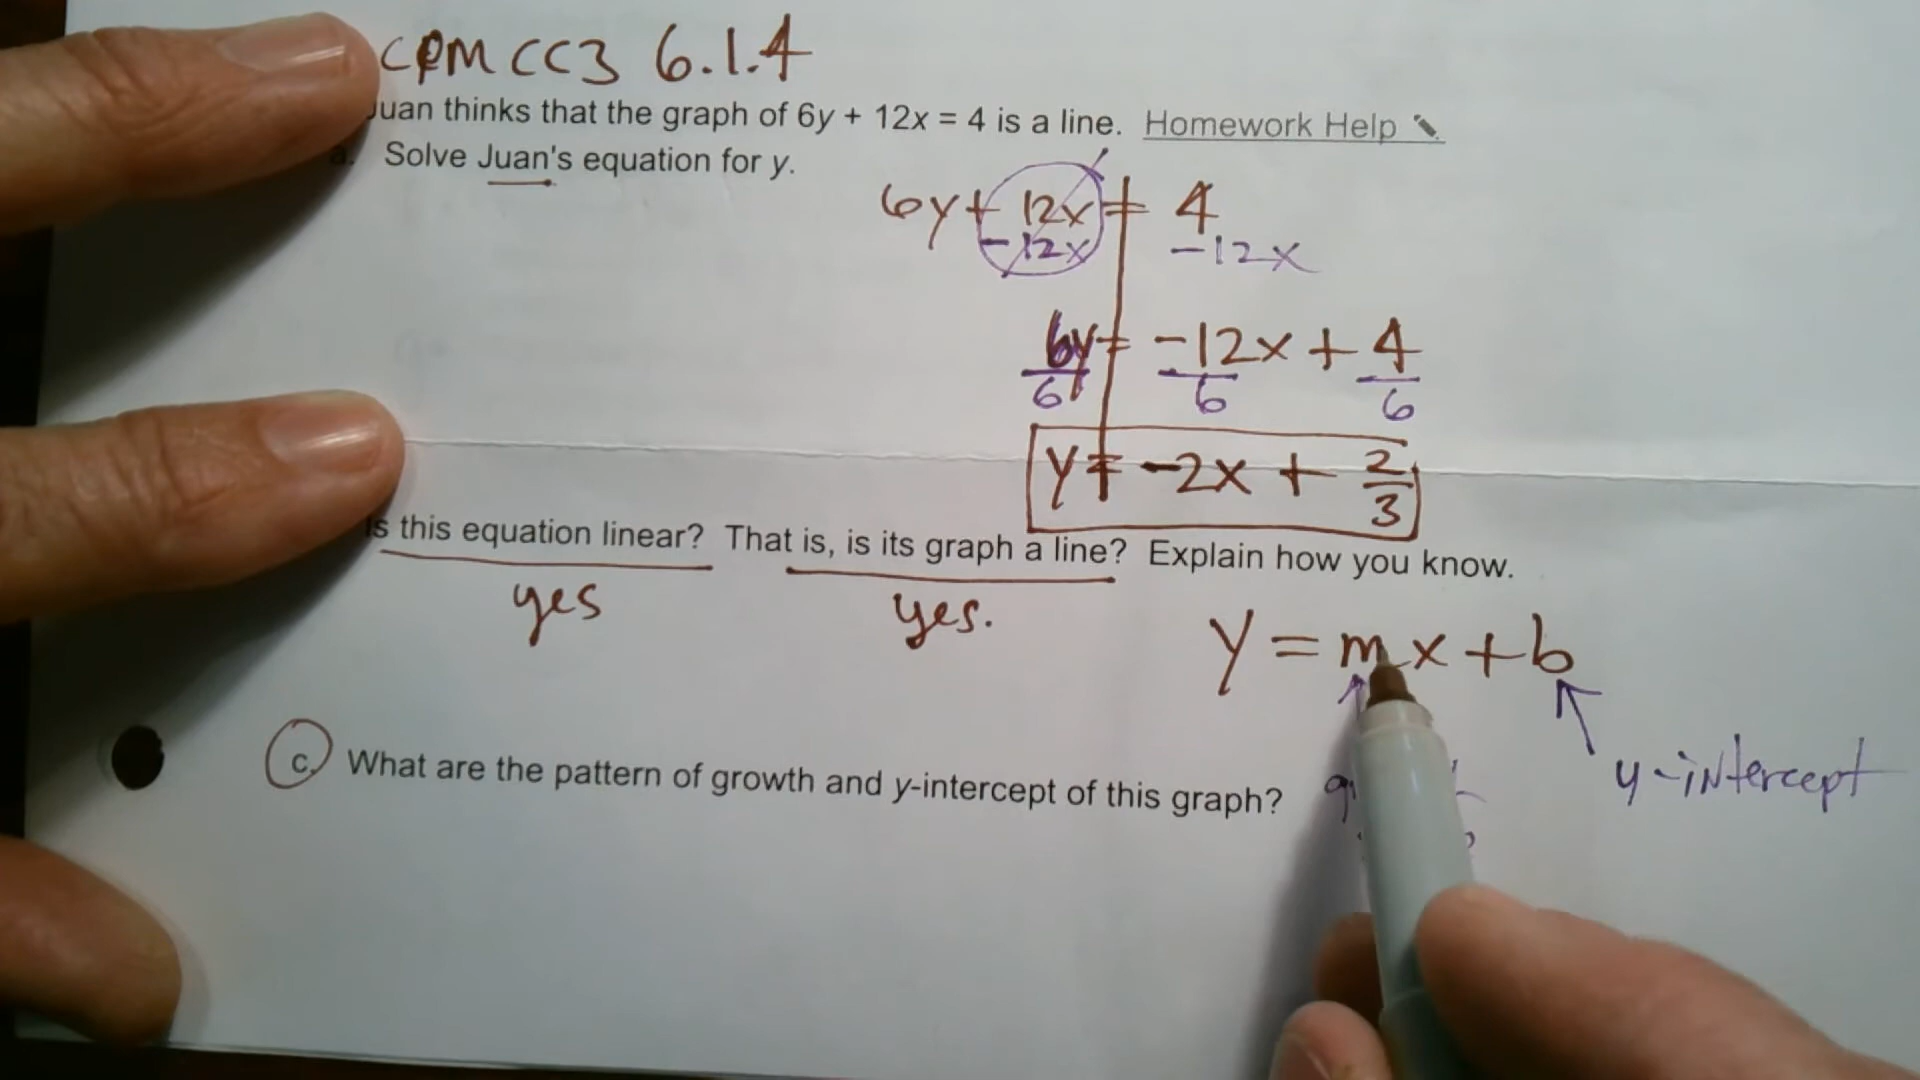 CPM CC3 6.1.4
Juan thinks that the graph of 6y + 12x = 4 is a line. Homework Help ✎
a. Solve Juan's equation for y.
6y + 12x = 4
- 12x - 12x
6y = -12x + 4
6 6 6
y = -2x + 2/3
Is this equation linear? That is, is its graph a line? Explain how you know.
yes yes.
y = mx + b
y-intercept
c. What are the pattern of growth and y-intercept of this graph?